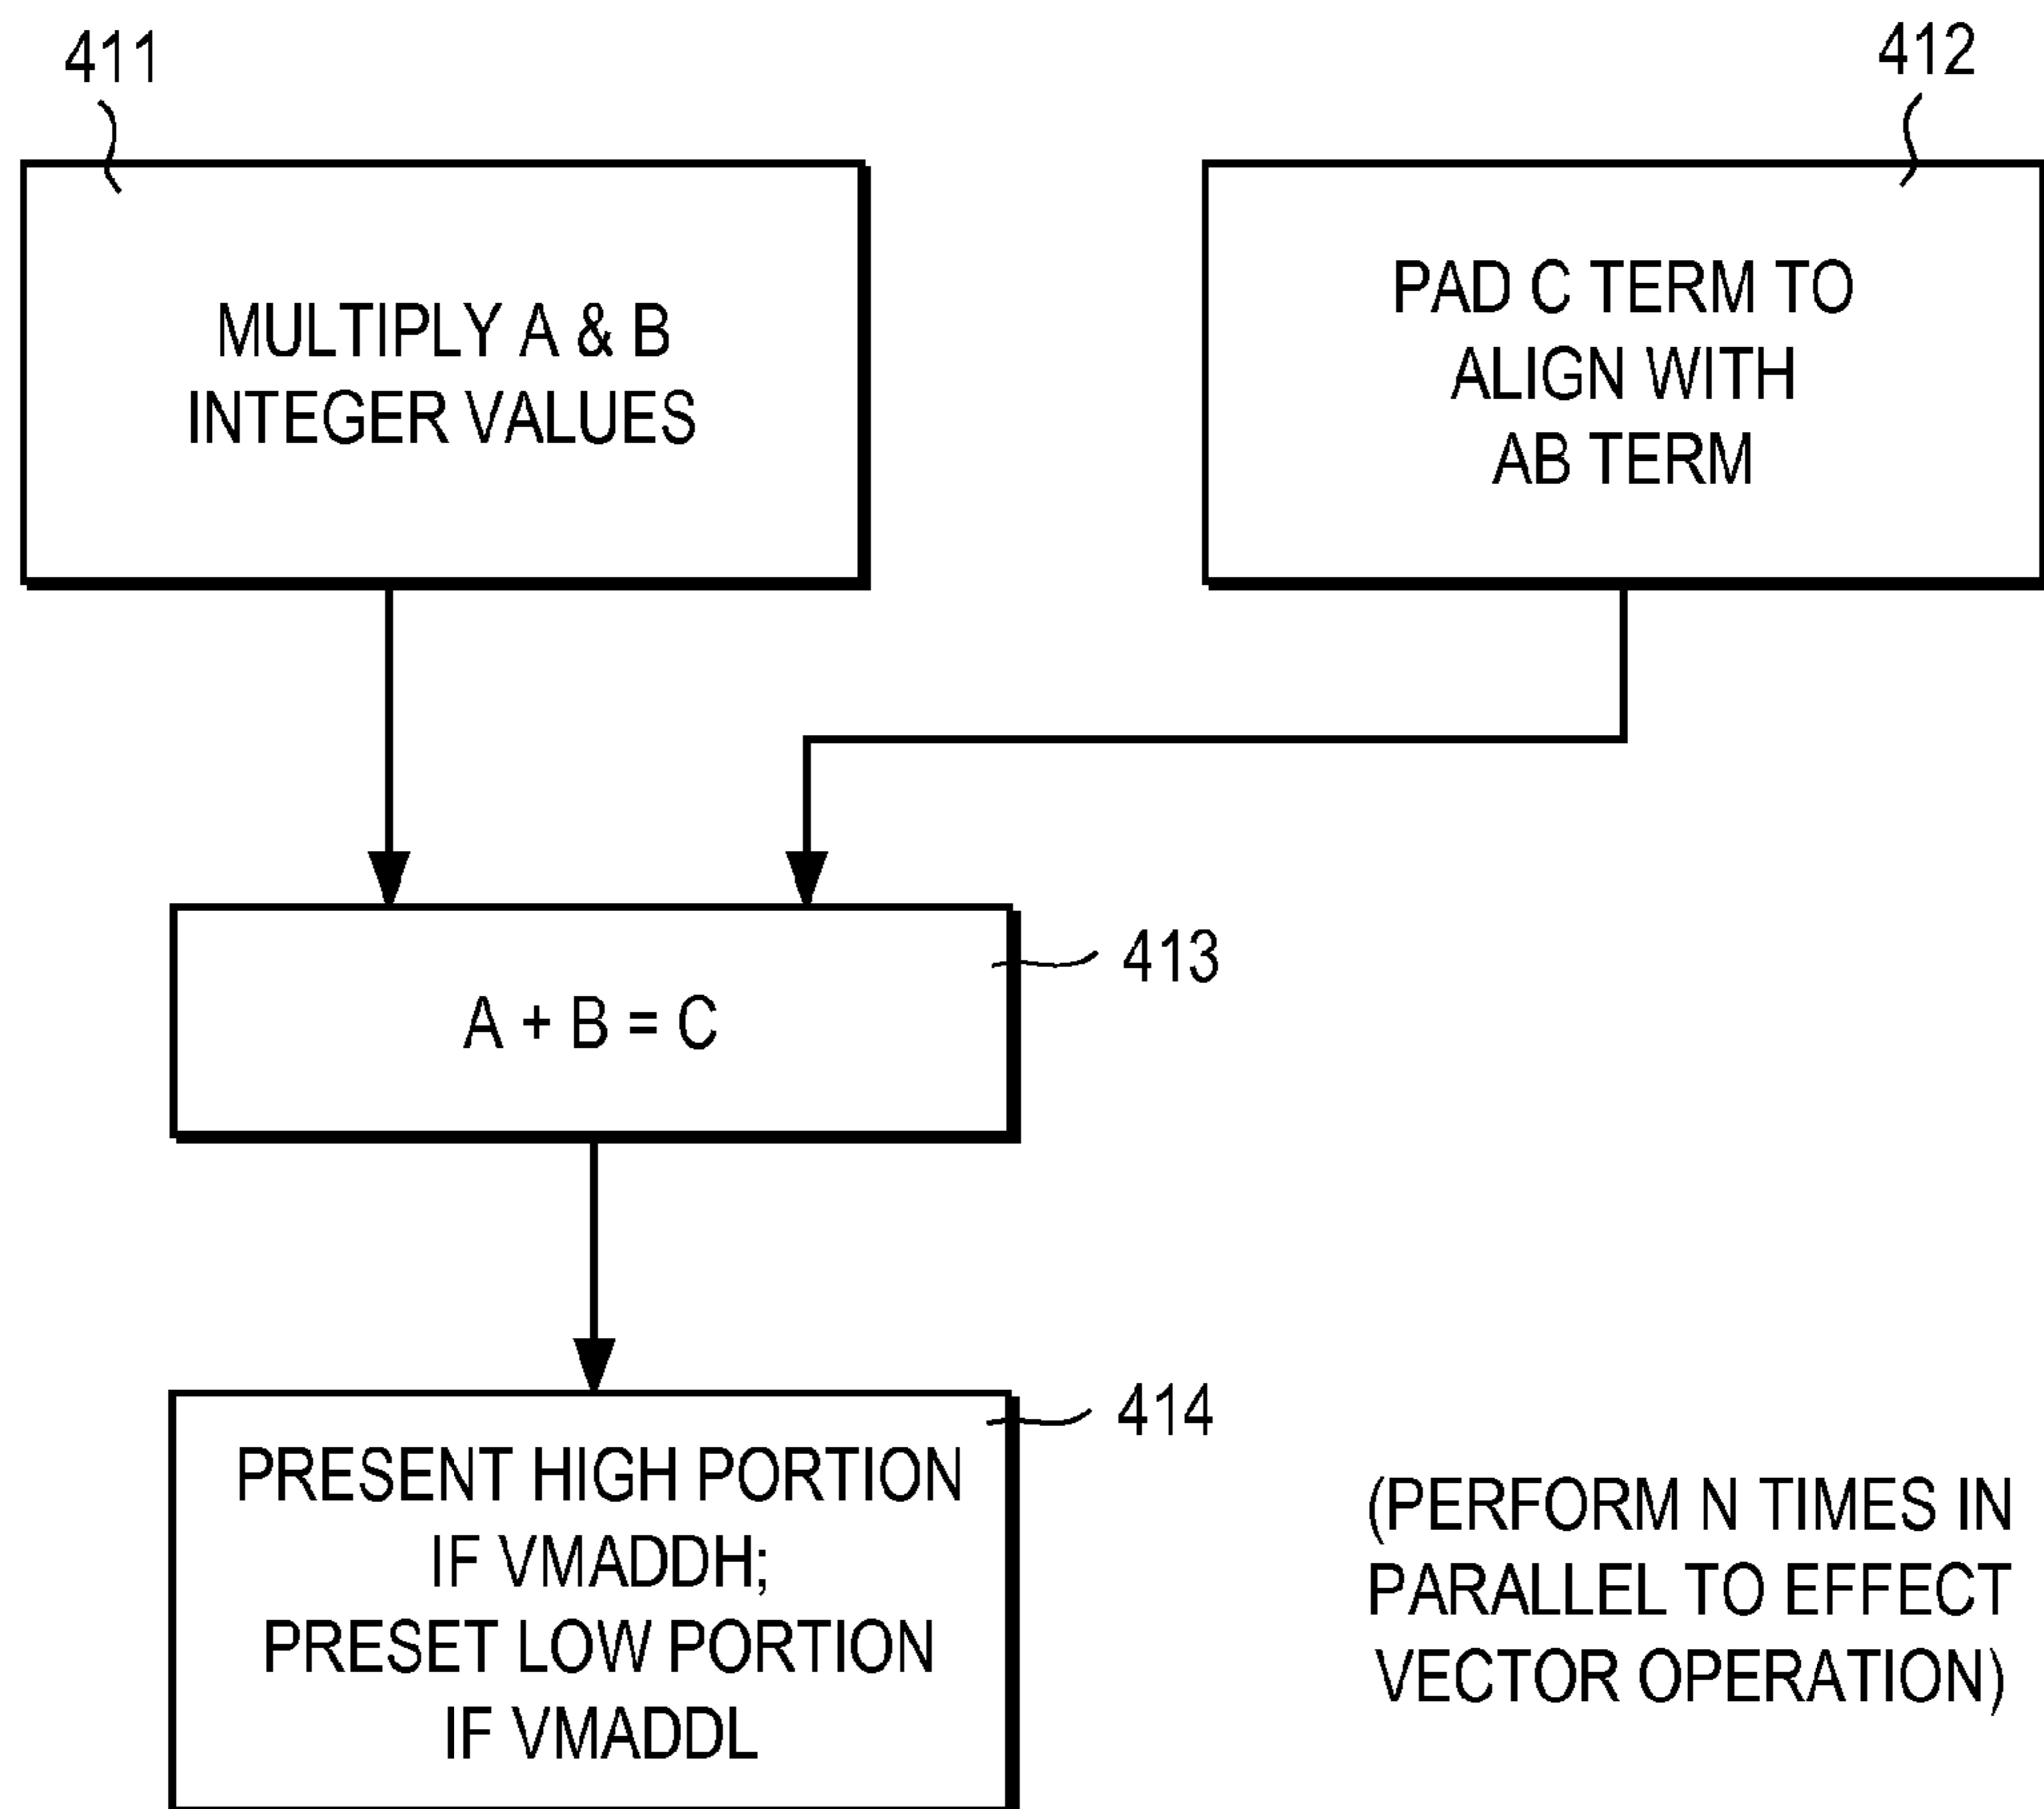 411
412
MULTIPLY A & B
INTEGER VALUES
PAD C TERM TO
ALIGN WITH
AB TERM
A + B = C
413
414
PRESENT HIGH PORTION
IF VMADDH;
PRESET LOW PORTION
IF VMADDL
(PERFORM N TIMES IN
PARALLEL TO EFFECT
VECTOR OPERATION)